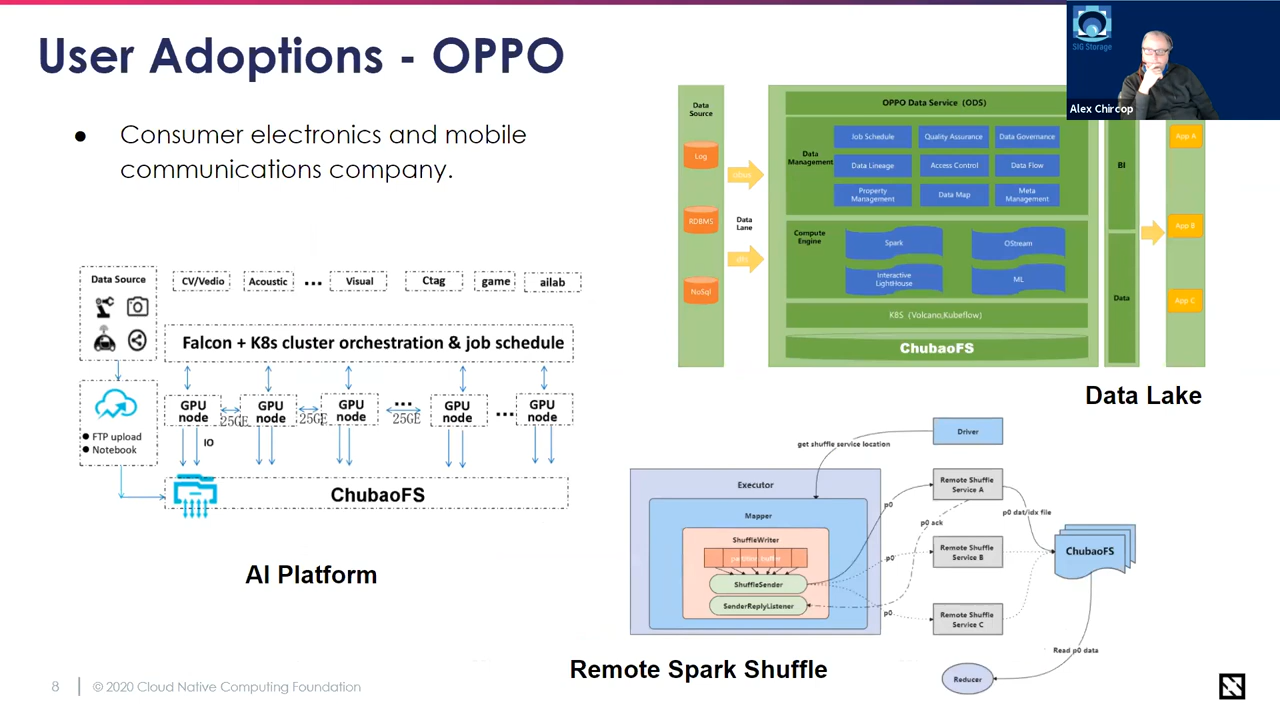 User Adoptions - OPPO
SIG Storage
Alex Chircop
● Consumer electronics and mobile
communications company.
Data Source
CV/Vedio
Acoustic
...
Visual
Ctag
game
ailab
Falcon + K8s cluster orchestration & job schedule
GPU
node
25GE
GPU
node
25GE
GPU
node
...
25GE
GPU
node
...
GPU
node
● FTP upload
● Notebook
IO
ChubaoFS
AI Platform
Data
Source
Log
RDBMS
NoSql
Data
Lane
OPPO Data Service (ODS)
Data
Management
Job Schedule
Quality Assurance
Data Governance
Data Lineage
Access Control
Data Flow
Property
Management
Data Map
Meta
Management
Compute
Engine
Spark
OStream
Interactive
LightHouse
ML
K8S (Volcano,Kubeflow)
ChubaoFS
BI
Data
App A
App B
App C
Data Lake
Driver
get shuffle service location
Executor
Mapper
ShuffleWriter
partition buffer
ShuffleSender
SenderReplyListener
p0
p0 ack
p0
p0
Remote Shuffle
Service A
Remote Shuffle
Service B
Remote Shuffle
Service C
p0 dat/idx file
ChubaoFS
Read p0 data
Reducer
Remote Spark Shuffle
8
© 2020 Cloud Native Computing Foundation